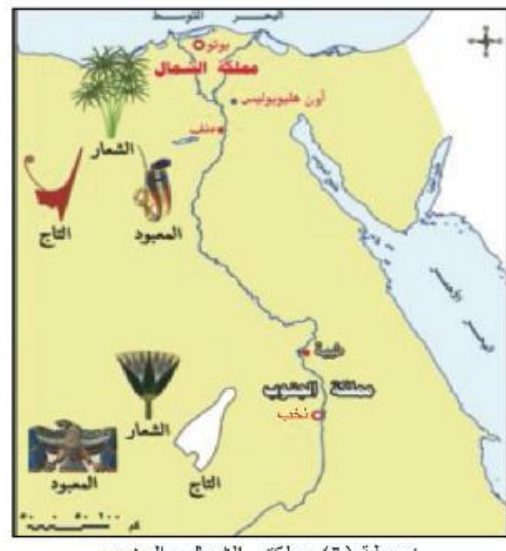 البحر المتوسط
بوتو
مملكة الشمال
أون هليوبوليس
منف
الشعار
التاج
المعبود
البحر الأحمر
طيبة
مملكة الجنوب
نخب
الشعار
المعبود
التاج
كم